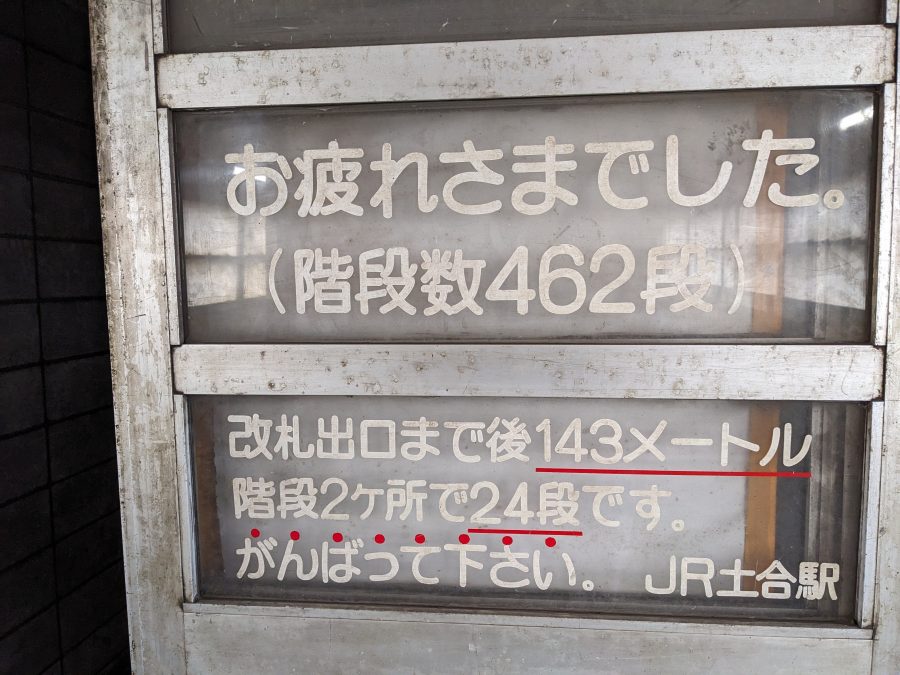 お疲れさまでした。
(階段数462段)
改札出口まで後143メートル
階段2ケ所で24段です。
がんばって下さい。 JR土合駅